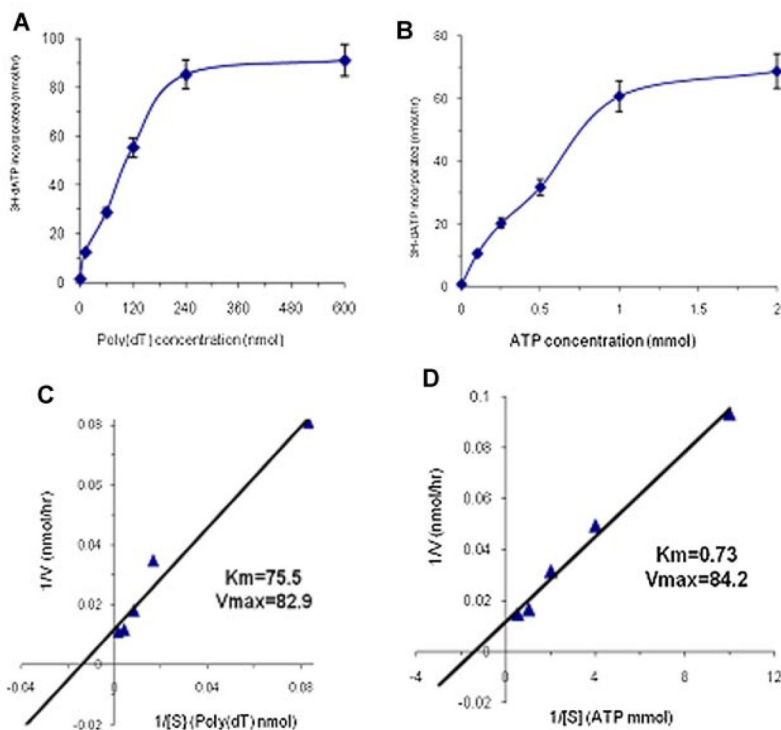 A
3H-dATP incorporated (nmol/hr)
100
80
60
40
20
0
0 120 240 360 480 600
Poly(dT) concentration (nmol)
B
3H-dATP incorporated (nmol/hr)
80
60
40
20
0
0 0.5 1 1.5 2
ATP concentration (mmol)
C
1/V (nmol/hr)
0.08
0.06
0.04
0.02
0
-0.02
-0.04 0 0.04 0.08
Km=75.5
Vmax=82.9
1/[S] (Poly(dT) nmol)
D
1/V (nmol/hr)
0.1
0.08
0.06
0.04
0.02
0
-0.02
-4 0 4 8 12
Km=0.73
Vmax=84.2
1/[S] (ATP mmol)